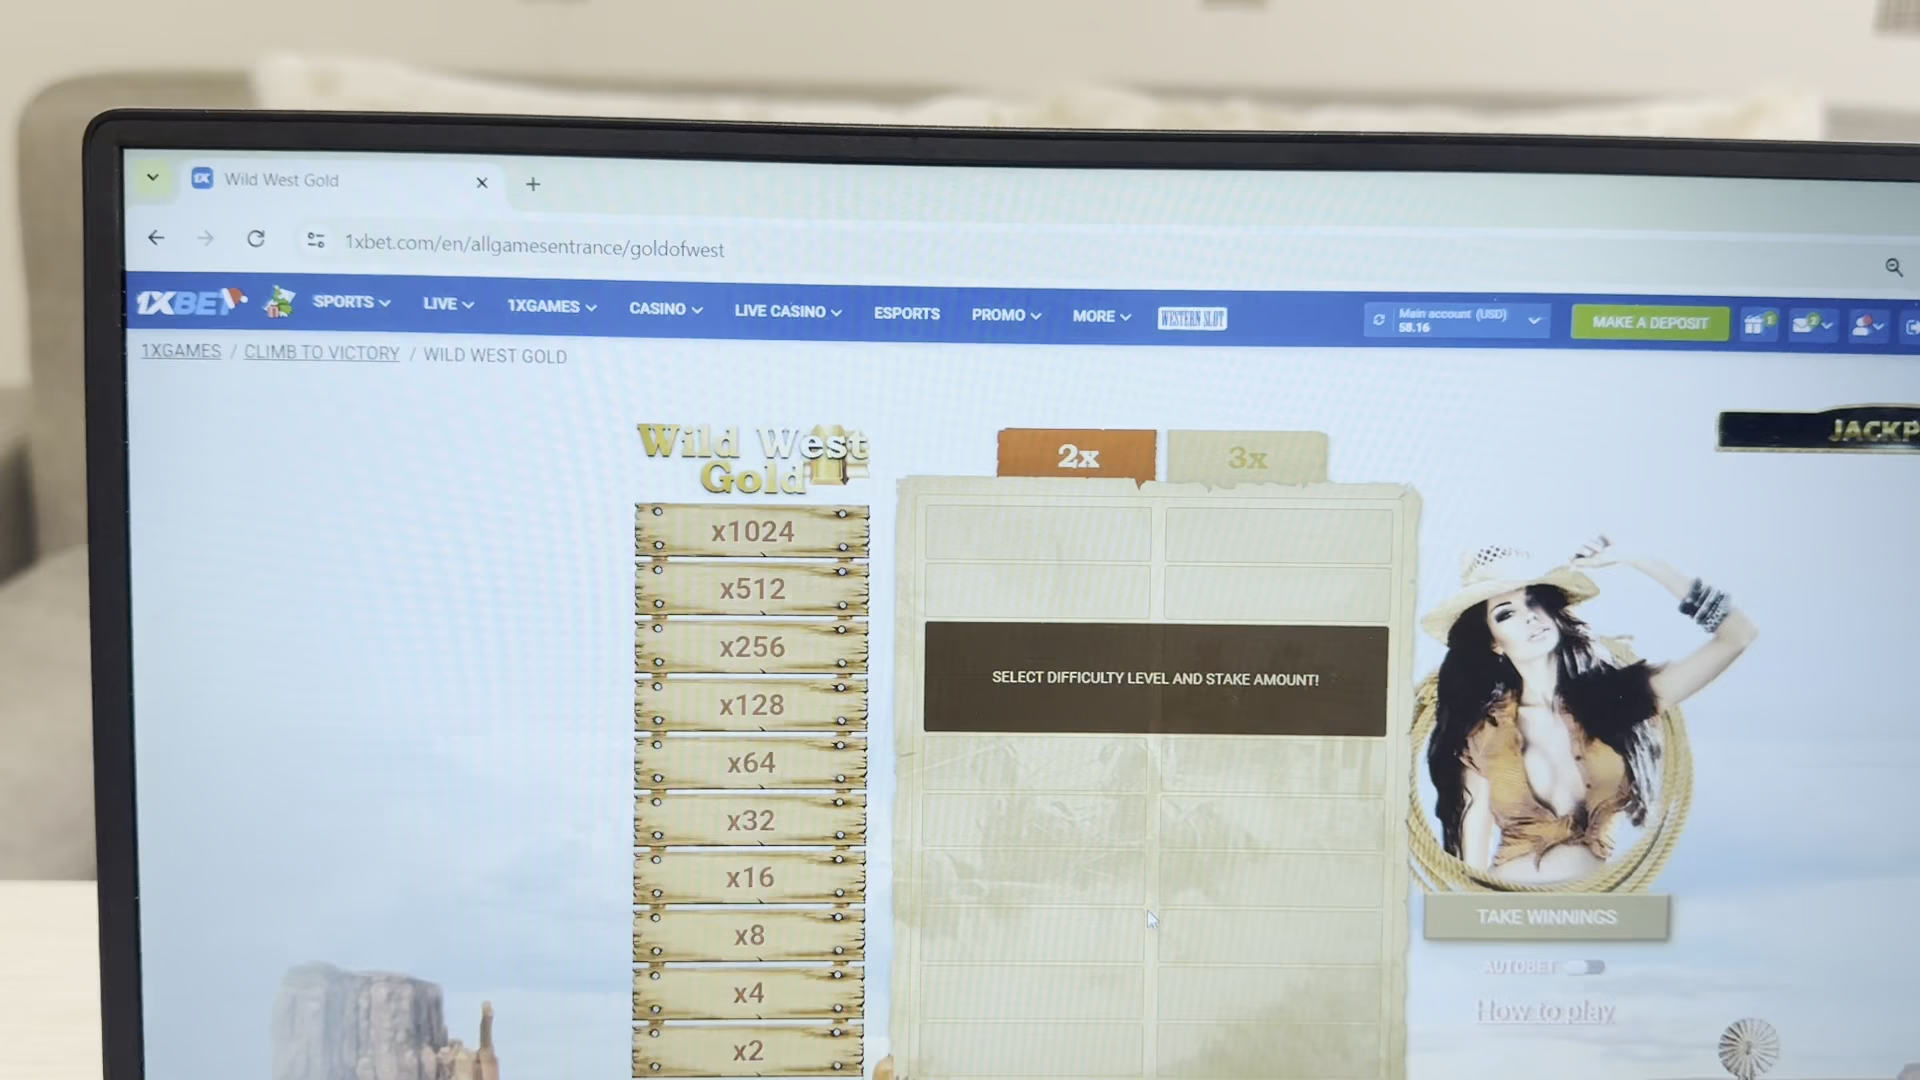 Wild West Gold
1xbet.com/en/allgamesentrance/goldofwest
1XBET
SPORTS
LIVE
1XGAMES
CASINO
LIVE CASINO
ESPORTS
PROMO
MORE
WESTERN SLOT
Main account (USD)
58.16
MAKE A DEPOSIT
1XGAMES / CLIMB TO VICTORY / WILD WEST GOLD
JACKP
Wild West
Gold
2x
3x
x1024
x512
x256
SELECT DIFFICULTY LEVEL AND STAKE AMOUNT!
x128
x64
x32
x16
x8
x4
x2
TAKE WINNINGS
AUTOBET
How to play